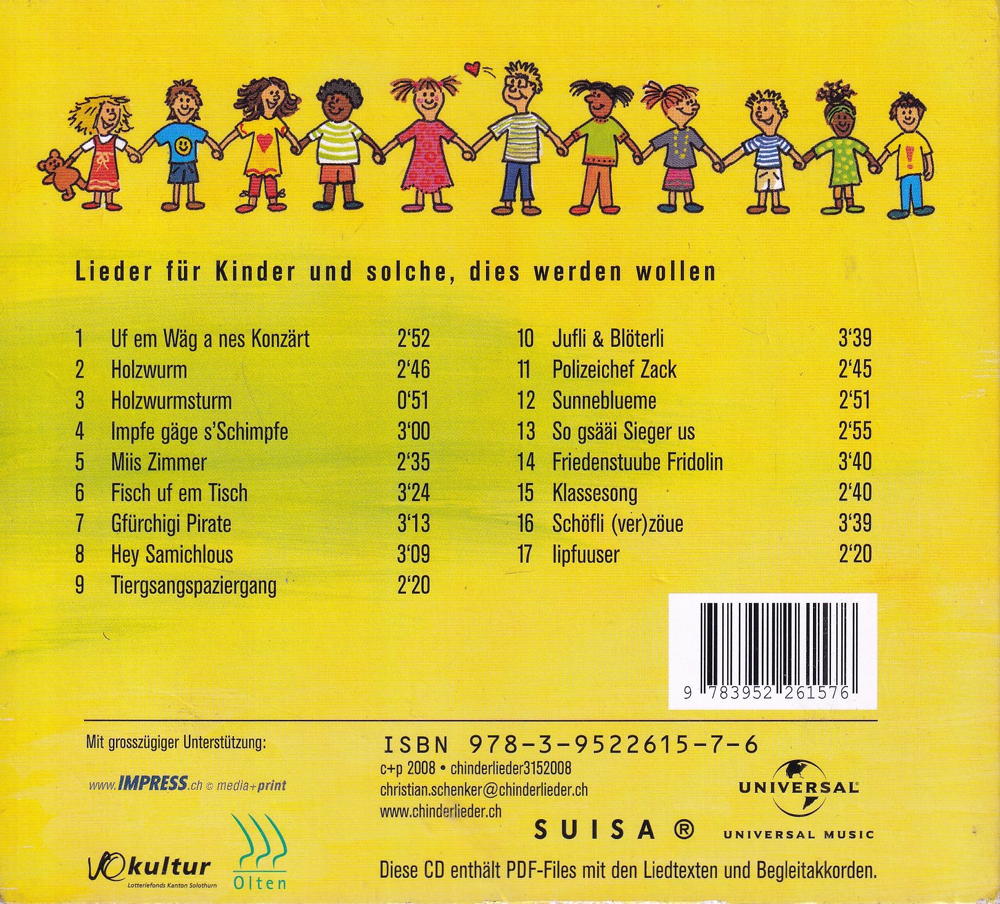 Lieder für Kinder und solche, dies werden wollen
1 Uf em Wäg a nes Konzärt 2‘52
2 Holzwurm 2‘46
3 Holzwurmsturm 0‘51
4 Impfe gäge s’Schimpfe 3‘00
5 Miis Zimmer 2‘35
6 Fisch uf em Tisch 3‘24
7 Gfürchigi Pirate 3‘13
8 Hey Samichlous 3‘09
9 Tiergsangspaziergang 2‘20
10 Jufli & Blöterli 3‘39
11 Polizeichef Zack 2‘45
12 Sunneblueme 2‘51
13 So gsääi Sieger us 2‘55
14 Friedenstuube Fridolin 3‘40
15 Klassesong 2‘40
16 Schöfli (ver)zöue 3‘39
17 Iipfuuser 2‘20
9 783952 261576
Mit grosszügiger Unterstützung:
www.IMPRESS.ch © media+print
SOkultur
Lotteriefonds Kanton Solothurn
Olten
ISBN 978-3-9522615-7-6
c+p 2008 • chinderlieder3152008
christian.schenker@chinderlieder.ch
www.chinderlieder.ch
SUISA ®
UNIVERSAL
UNIVERSAL MUSIC
Diese CD enthält PDF-Files mit den Liedtexten und Begleitakkorden.